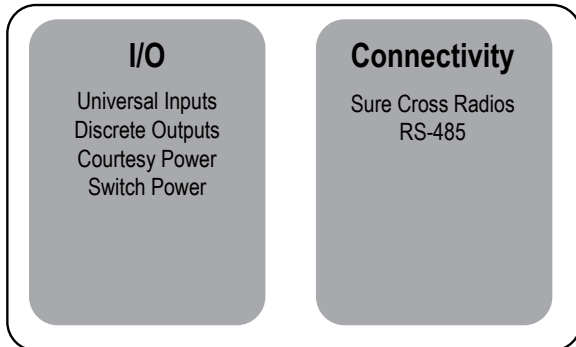 I/O
Universal Inputs
Discrete Outputs
Courtesy Power
Switch Power
Connectivity
Sure Cross Radios
RS-485